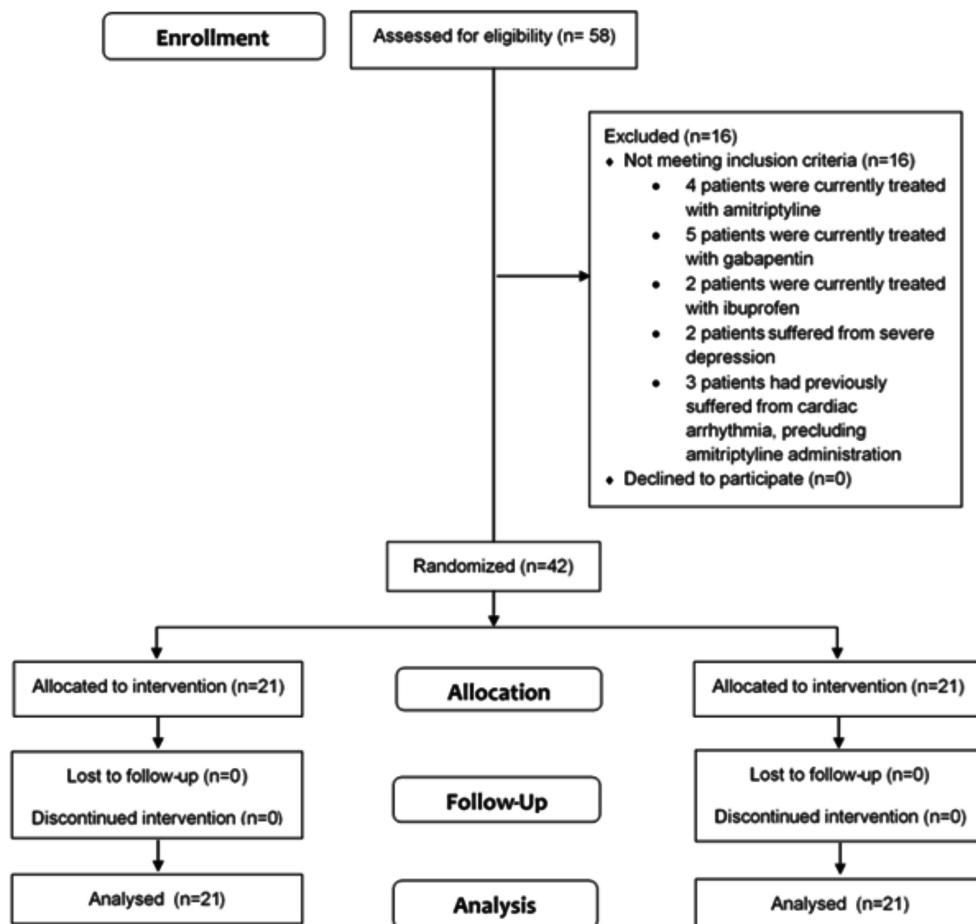 Enrollment
Assessed for eligibility (n= 58)
Excluded (n=16)
♦ Not meeting inclusion criteria (n=16)
• 4 patients were currently treated
with amitriptyline
• 5 patients were currently treated
with gabapentin
• 2 patients were currently treated
with ibuprofen
• 2 patients suffered from severe
depression
• 3 patients had previously
suffered from cardiac
arrhythmia, precluding
amitriptyline administration
♦ Declined to participate (n=0)
Randomized (n=42)
Allocated to intervention (n=21)
Allocation
Allocated to intervention (n=21)
Lost to follow-up (n=0)
Discontinued intervention (n=0)
Follow-Up
Lost to follow-up (n=0)
Discontinued intervention (n=0)
Analysed (n=21)
Analysis
Analysed (n=21)